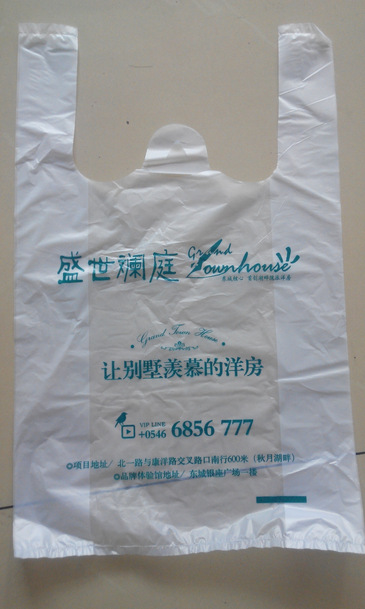 盛世澜庭 Grand Townhouse
Grand Town House
让别墅羡慕的洋房
VIP LINE
+0546 6856 777
项目地址/ 北一路与康洋路交叉路口南行600米（秋月湖畔）
品牌体验馆地址/ 东城银座广场一楼